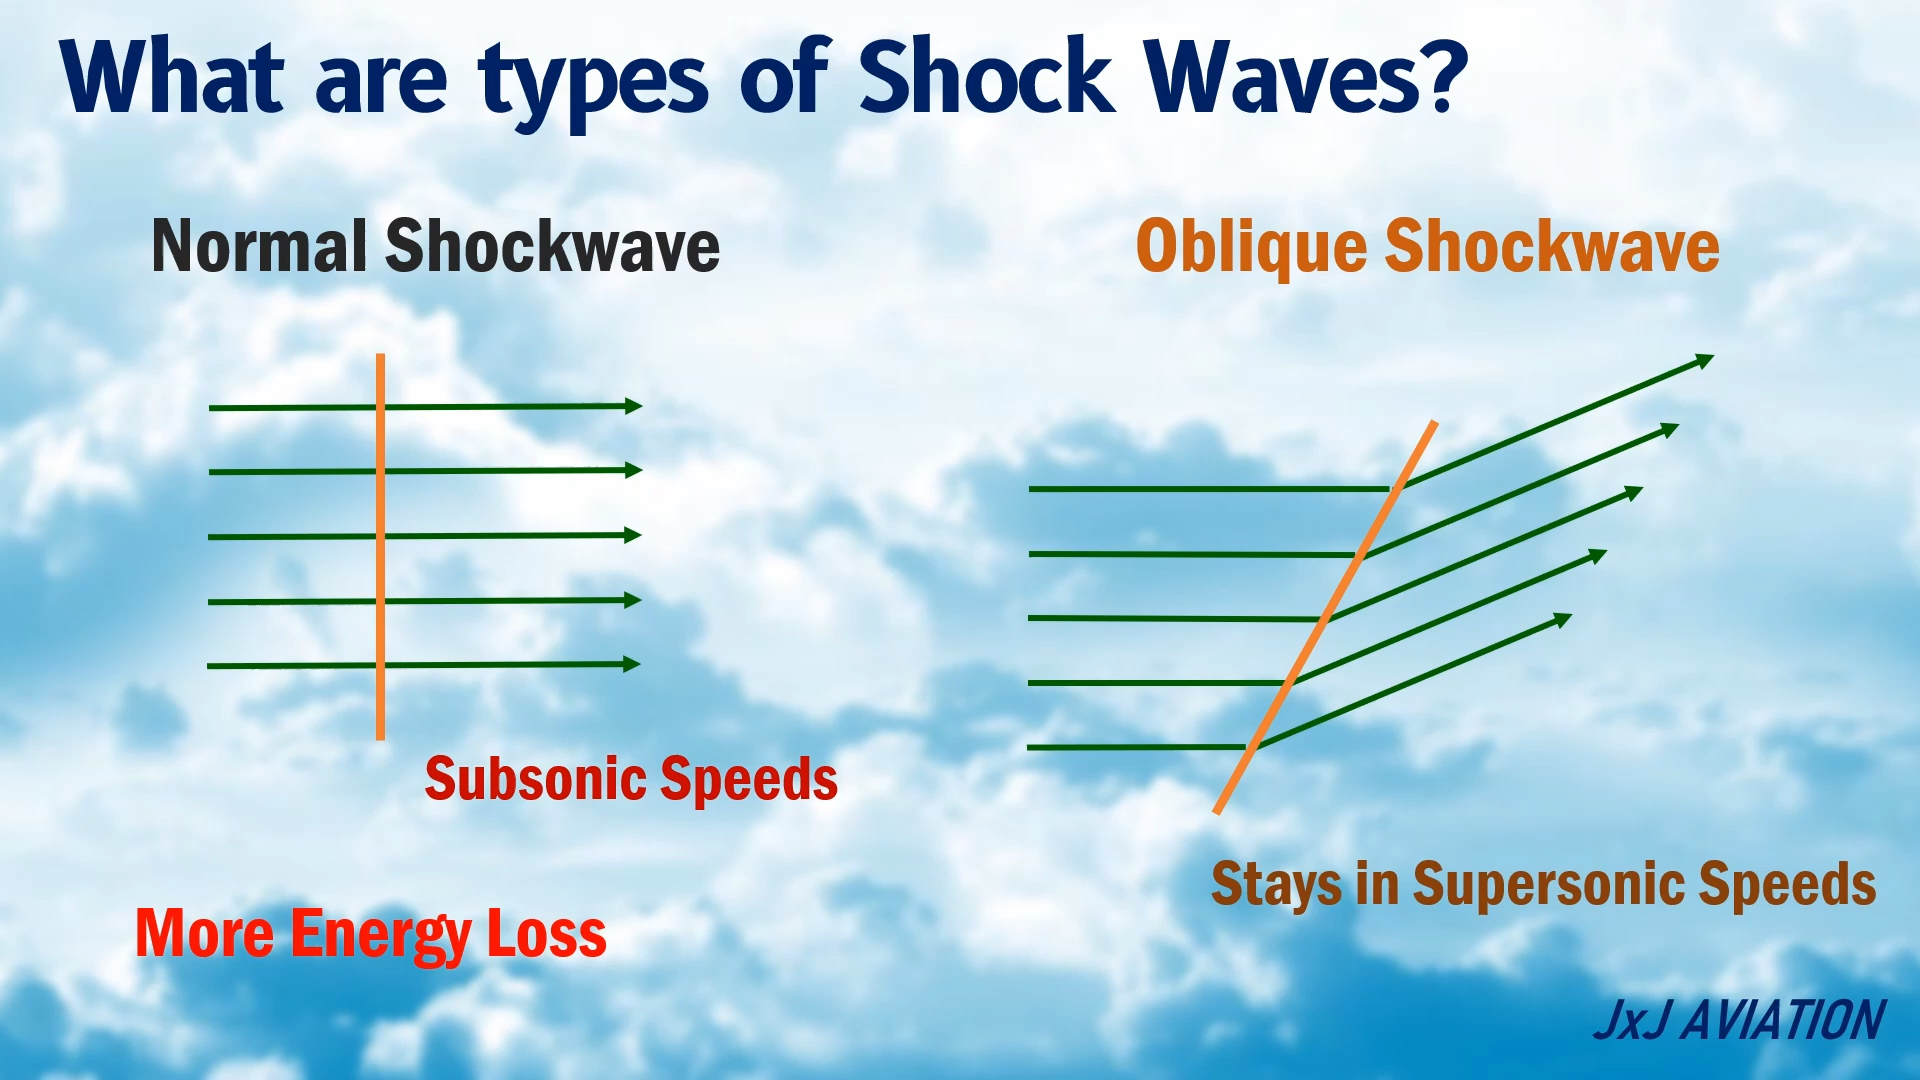 What are types of Shock Waves?
Normal Shockwave
Oblique Shockwave
Subsonic Speeds
Stays in Supersonic Speeds
More Energy Loss
JxJ AVIATION